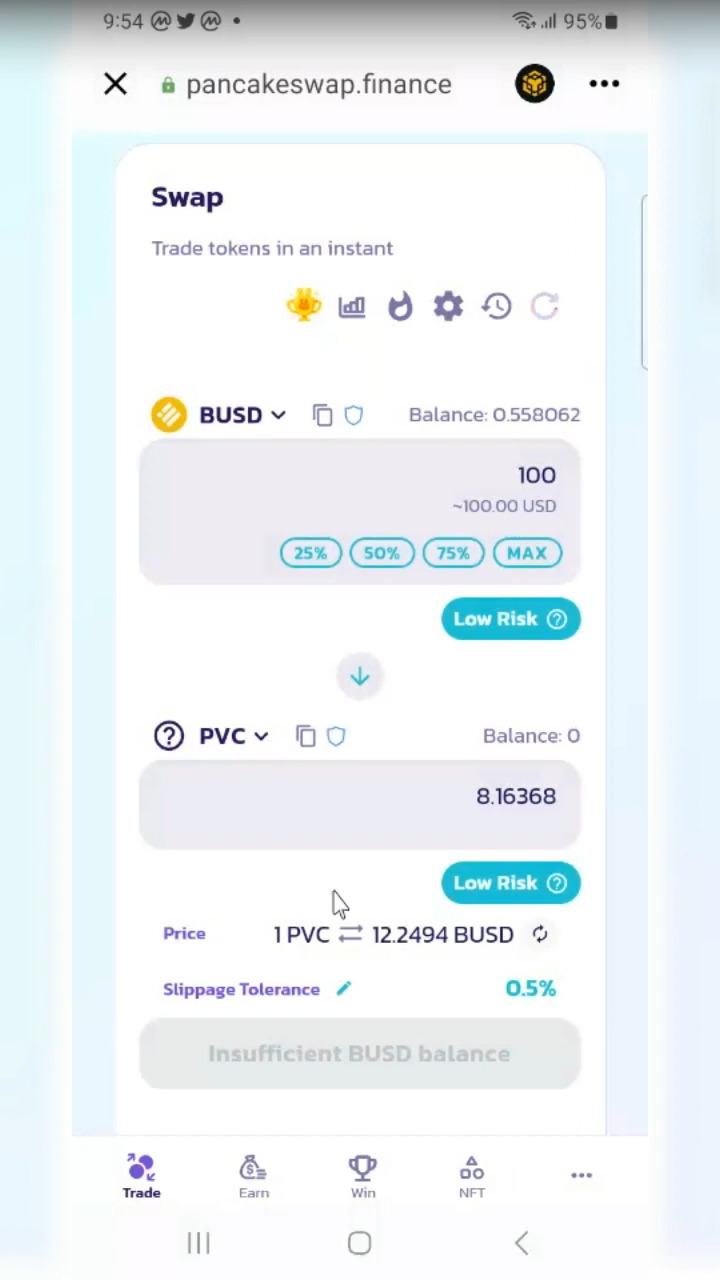 9:54
95%
pancakeswap.finance
Swap
Trade tokens in an instant
BUSD
Balance: 0.558062
100
~100.00 USD
25% 50% 75% MAX
Low Risk
PVC
Balance: 0
8.16368
Low Risk
Price 1 PVC 12.2494 BUSD
Slippage Tolerance 0.5%
Insufficient BUSD balance
Trade Earn Win NFT